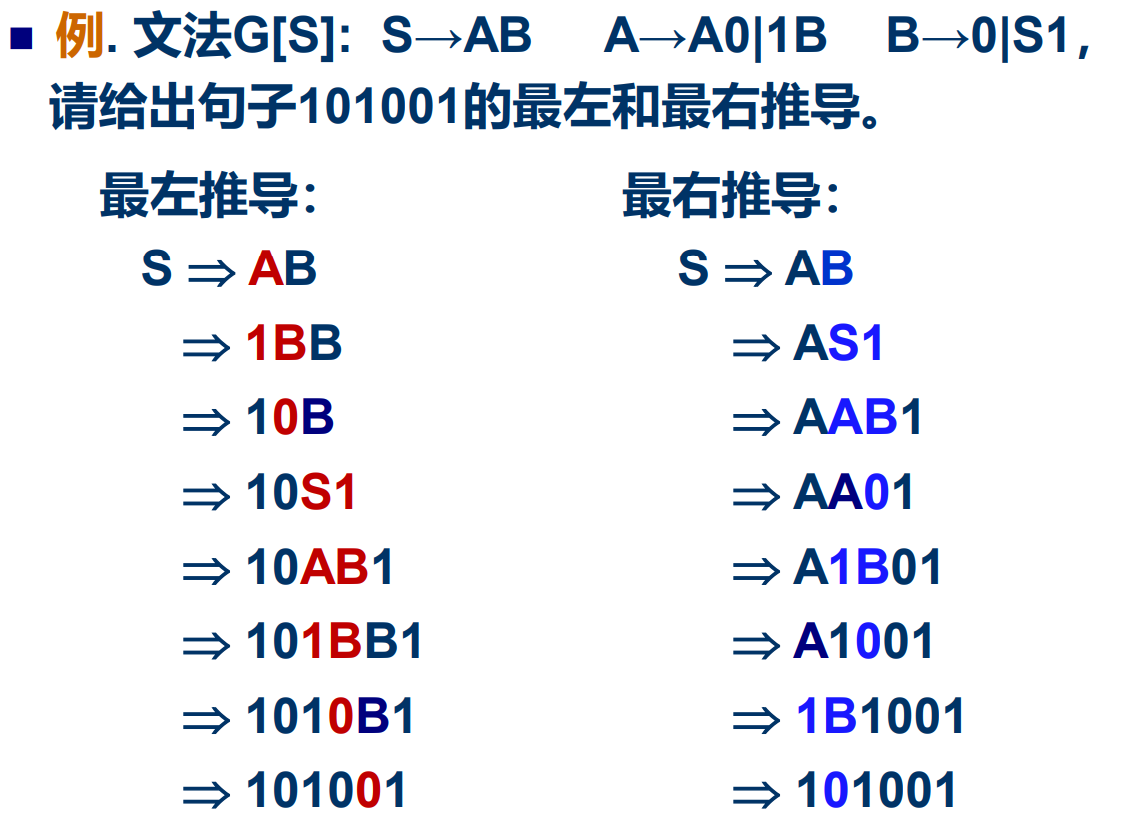 ■ 例. 文法G[S]: S→AB A→A0|1B B→0|S1,
请给出句子101001的最左和最右推导。
最左推导:
S ⇒ AB
⇒ 1BB
⇒ 10B
⇒ 10S1
⇒ 10AB1
⇒ 101BB1
⇒ 1010B1
⇒ 101001
最右推导:
S ⇒ AB
⇒ AS1
⇒ AAB1
⇒ AA01
⇒ A1B01
⇒ A1001
⇒ 1B1001
⇒ 101001